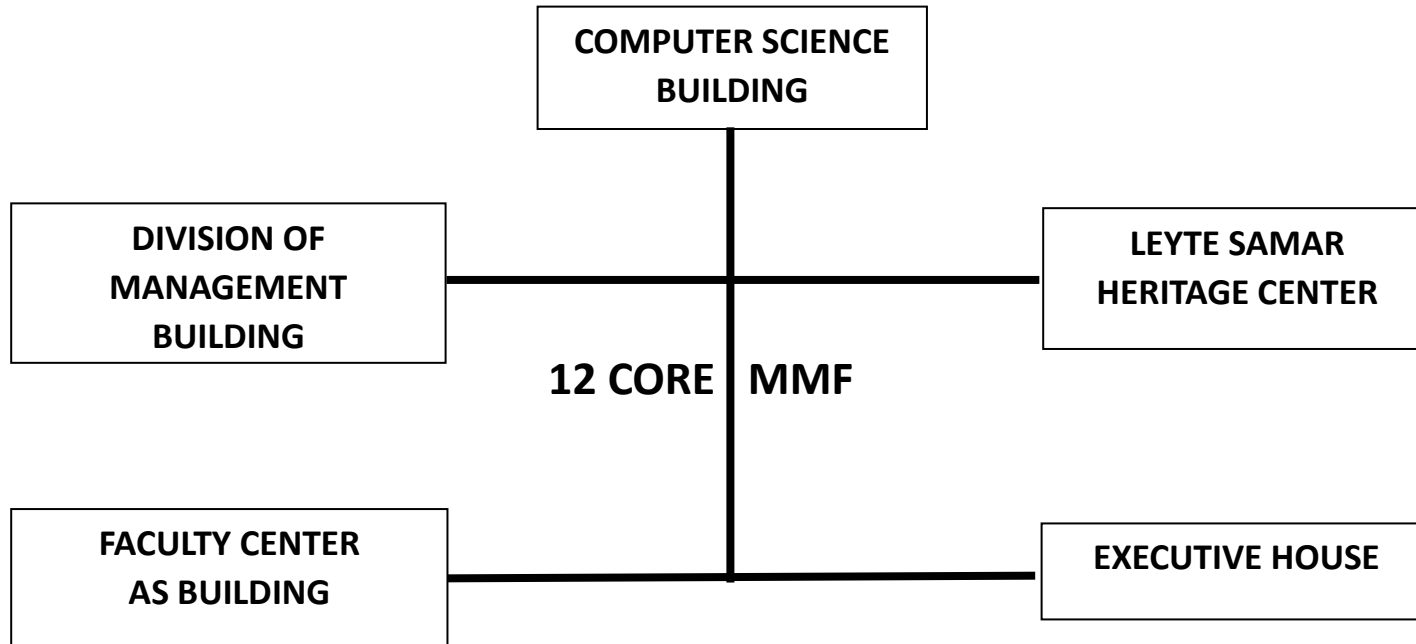 COMPUTER SCIENCE
BUILDING
DIVISION OF
MANAGEMENT
BUILDING
LEYTE SAMAR
HERITAGE CENTER
12 CORE MMF
FACULTY CENTER
AS BUILDING
EXECUTIVE HOUSE